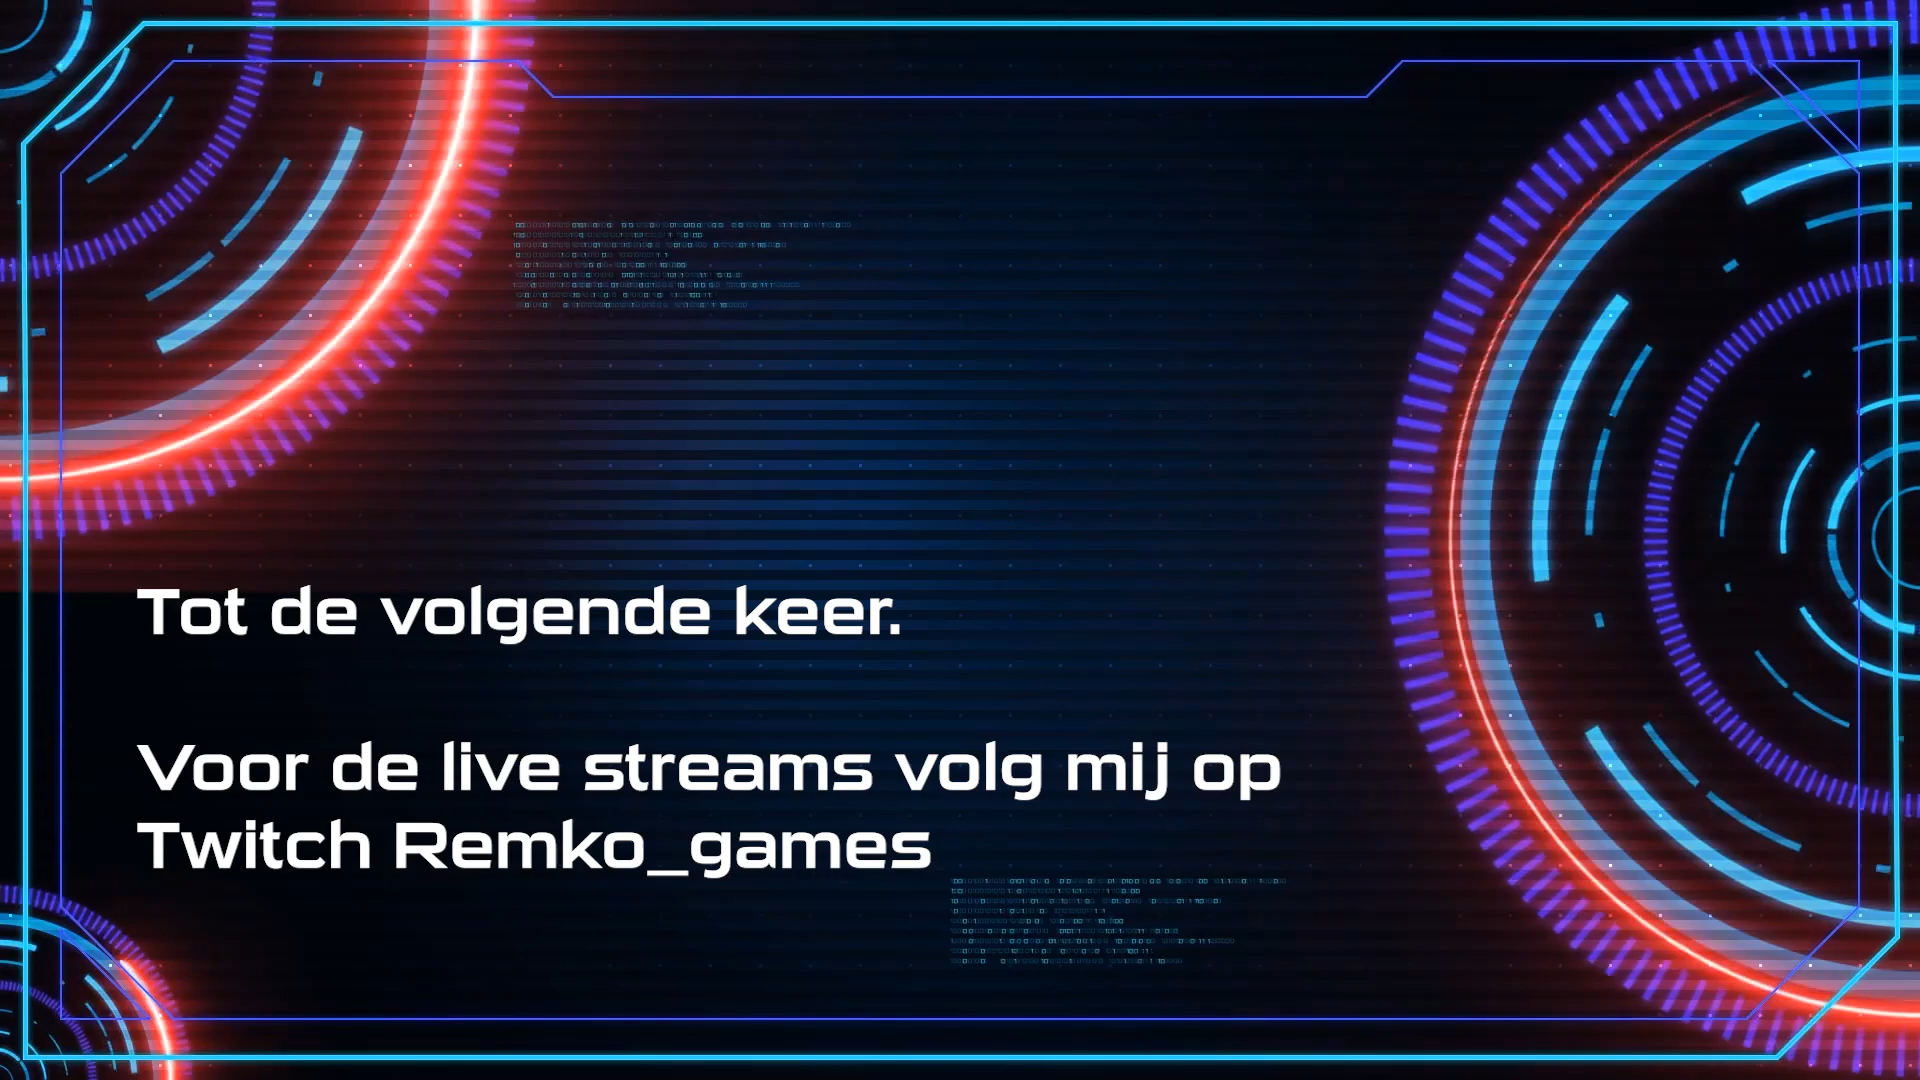 Tot de volgende keer.
Voor de live streams volg mij op
Twitch Remko_games